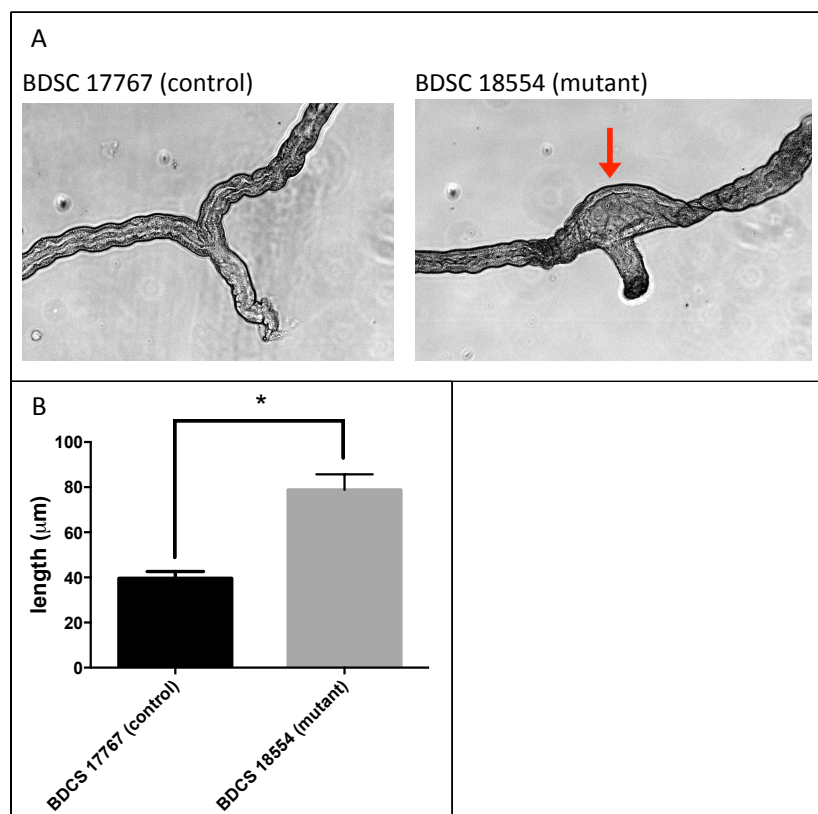 A
BDSC 17767 (control)
BDSC 18554 (mutant)
B
*
100
80
60
40
20
0
length (μm)
BDCS 17767 (control)
BDCS 18554 (mutant)